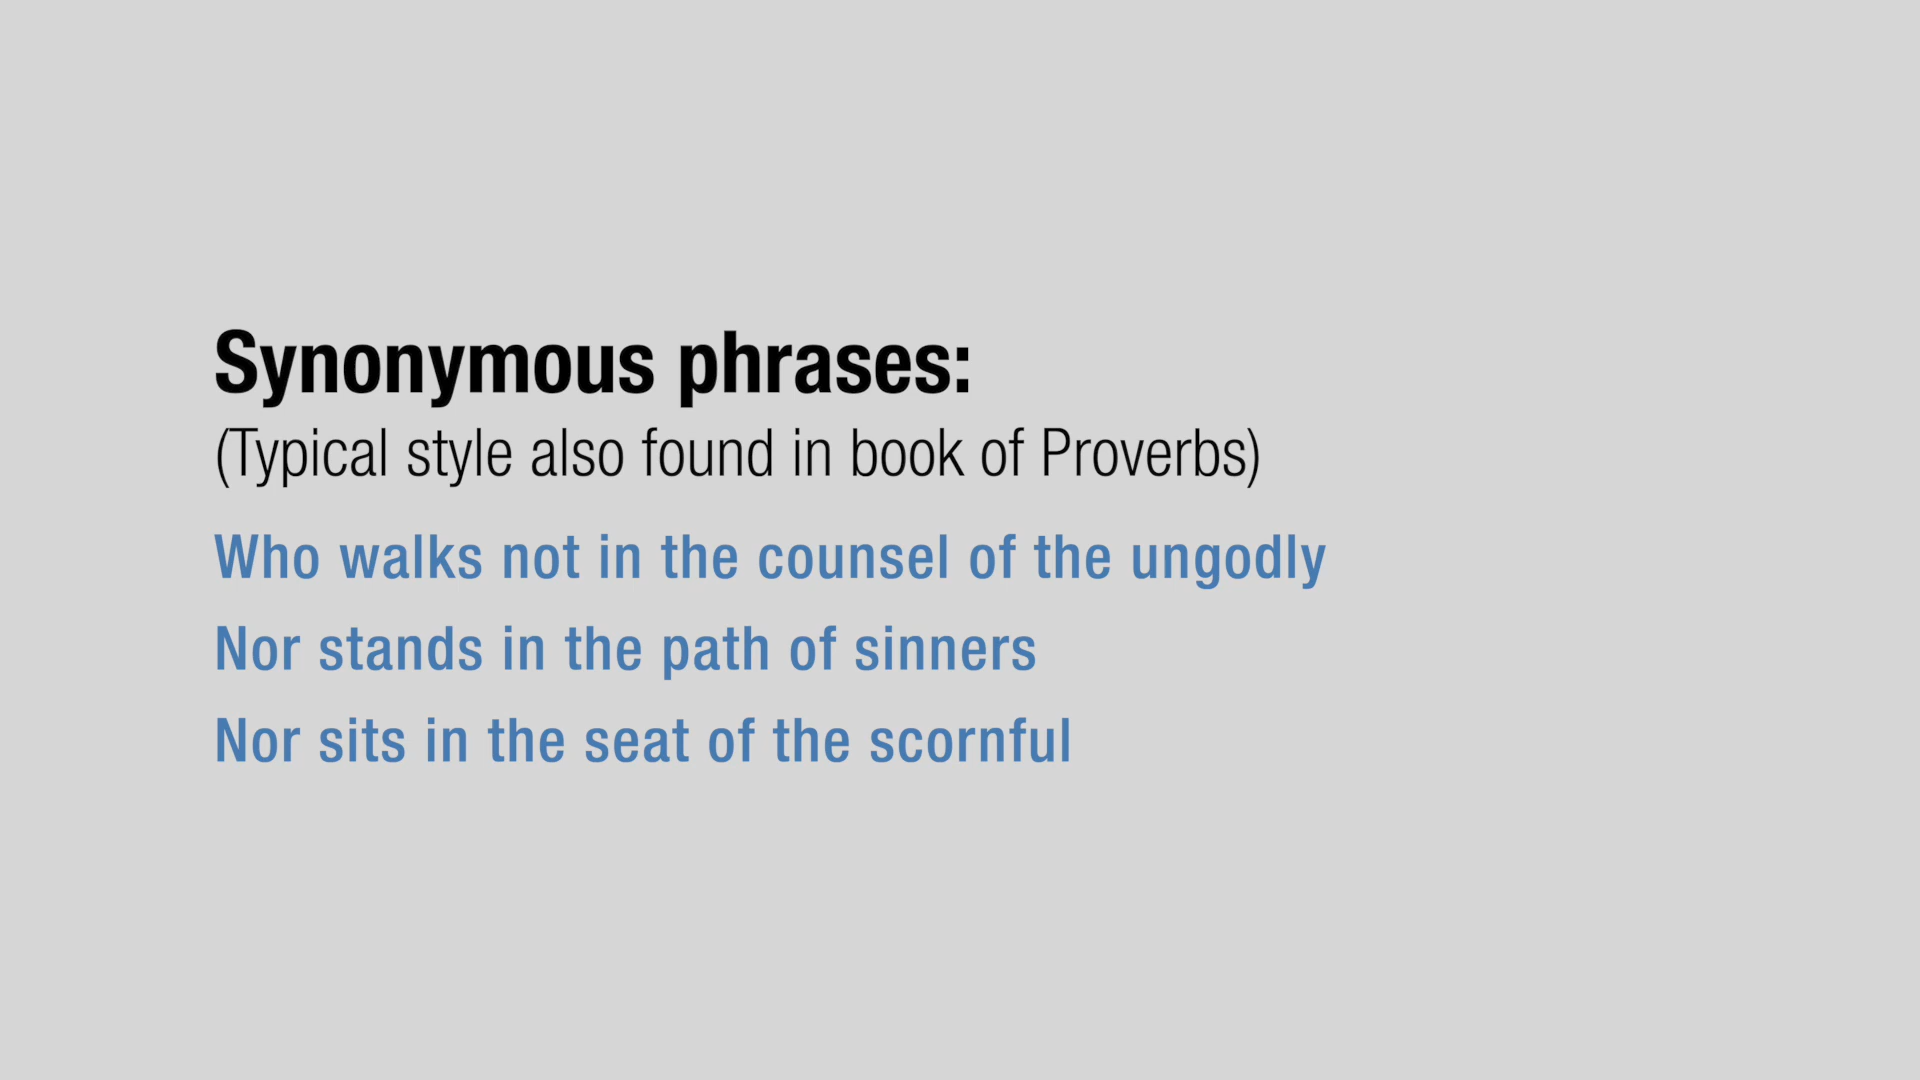 Synonymous phrases:
(Typical style also found in book of Proverbs)
Who walks not in the counsel of the ungodly
Nor stands in the path of sinners
Nor sits in the seat of the scornful